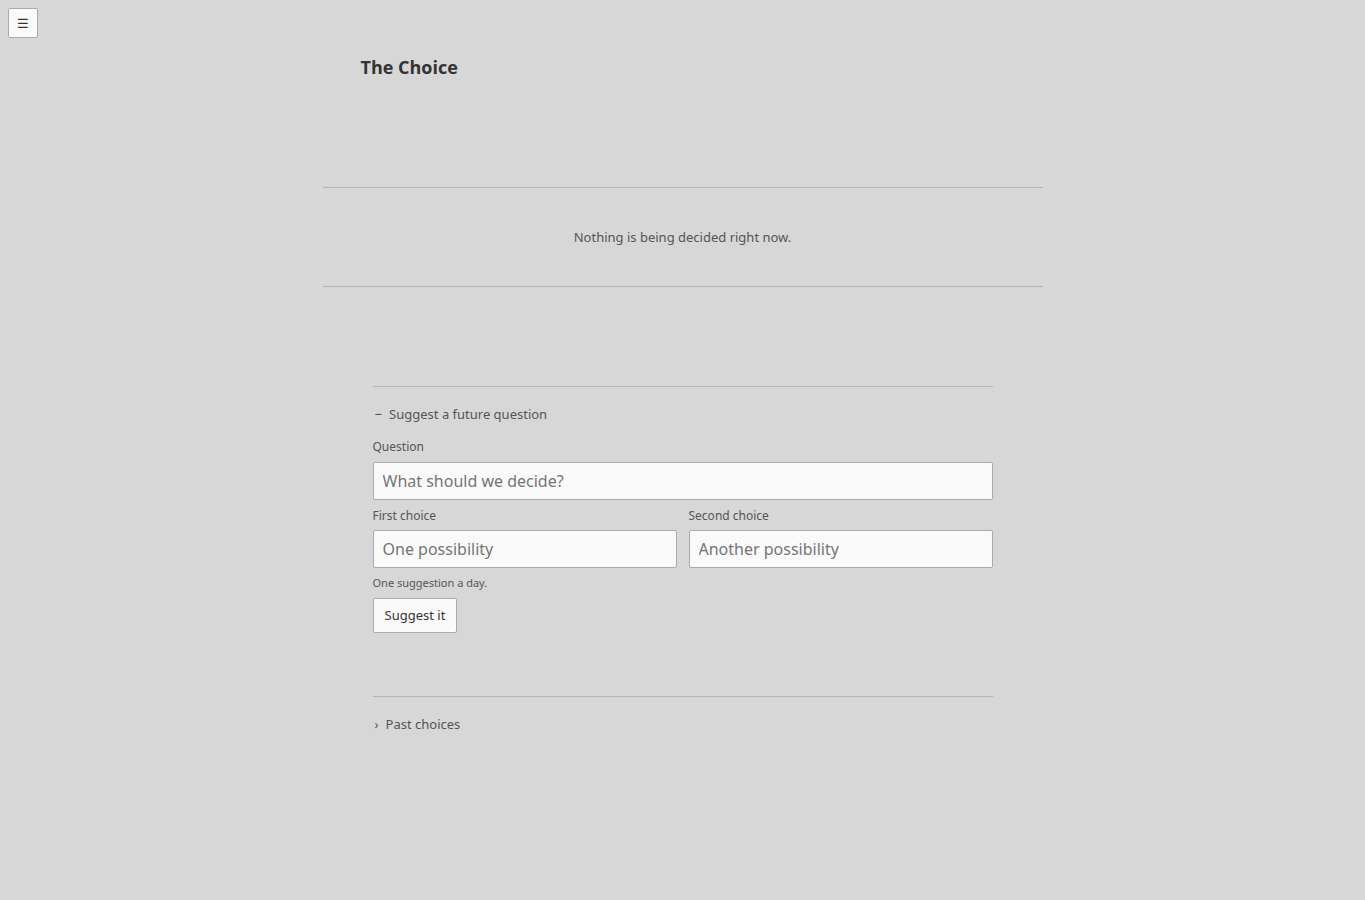 ☰
The Choice
Nothing is being decided right now.
− Suggest a future question
Question
What should we decide?
First choice
Second choice
One possibility
Another possibility
One suggestion a day.
Suggest it
› Past choices